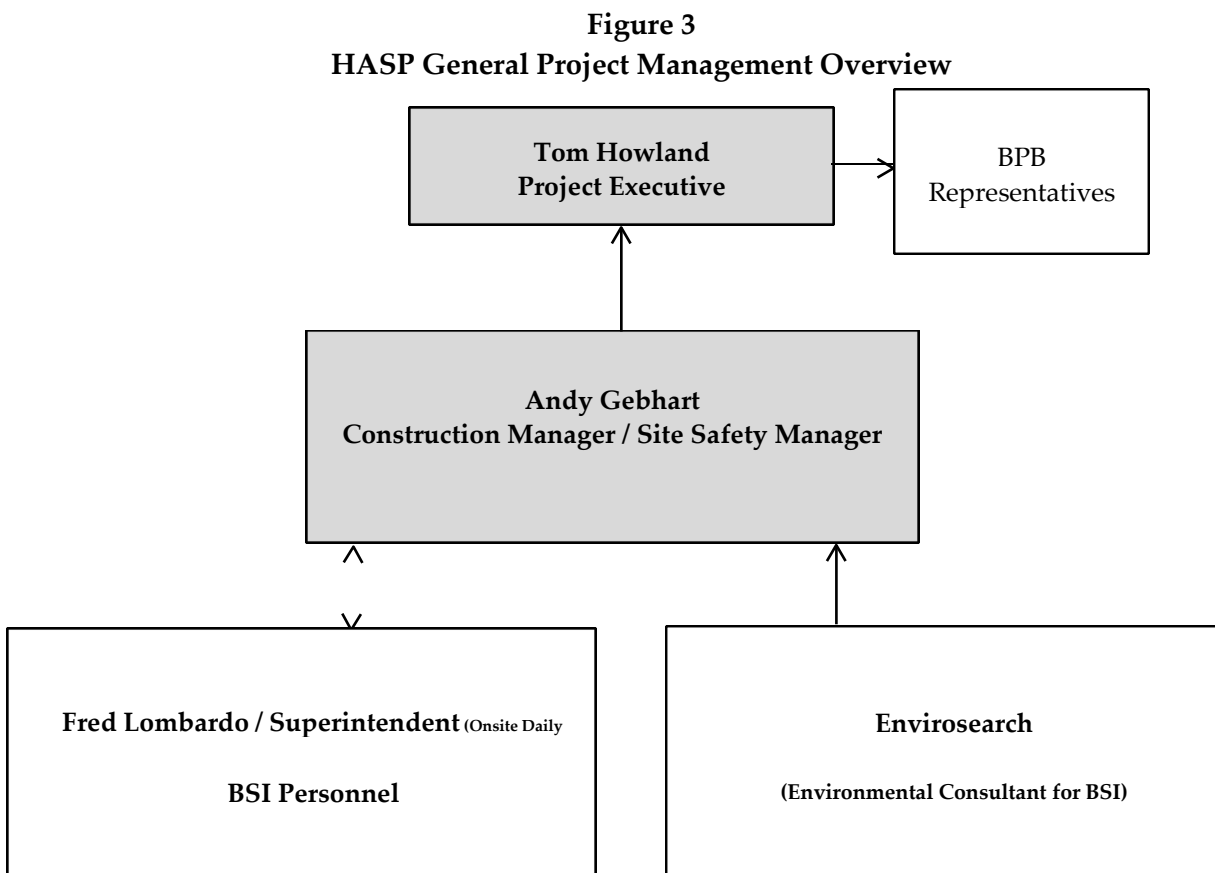 Figure 3
HASP General Project Management Overview
Tom Howland
Project Executive
BPB
Representatives
Andy Gebhart
Construction Manager / Site Safety Manager
Fred Lombardo / Superintendent (Onsite Daily
BSI Personnel
Envirosearch
(Environmental Consultant for BSI)